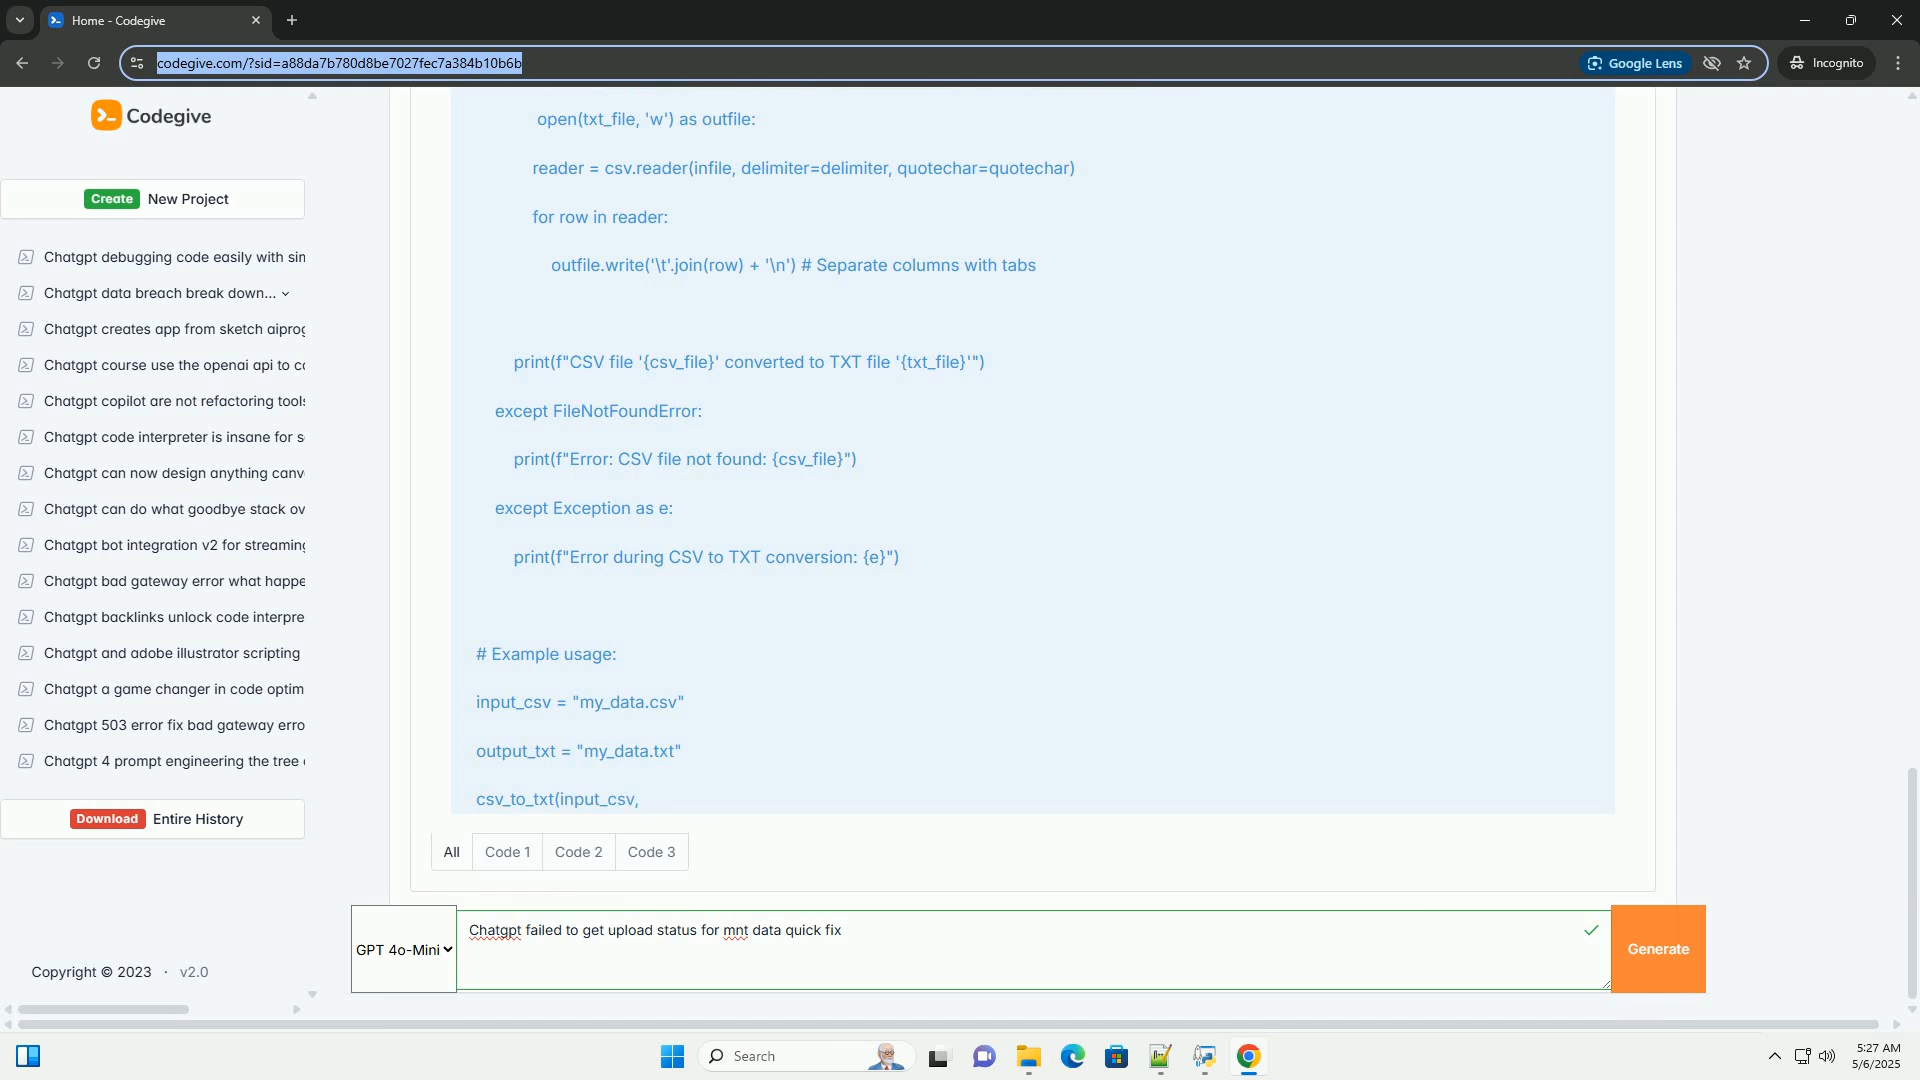 Home - Codegive
codegive.com/?sid=a88da7b780d8be7027fec7a384b10b6b
Google Lens
Incognito
Codegive
Create New Project
Chatgpt debugging code easily with sim
Chatgpt data breach break down...
Chatgpt creates app from sketch aiprog
Chatgpt course use the openai api to co
Chatgpt copilot are not refactoring tools
Chatgpt code interpreter is insane for s
Chatgpt can now design anything canv
Chatgpt can do what goodbye stack ov
Chatgpt bot integration v2 for streaming
Chatgpt bad gateway error what happe
Chatgpt backlinks unlock code interpre
Chatgpt and adobe illustrator scripting
Chatgpt a game changer in code optim
Chatgpt 503 error fix bad gateway erro
Chatgpt 4 prompt engineering the tree
Download Entire History
Copyright © 2023 · v2.0
open(txt_file, 'w') as outfile:
reader = csv.reader(infile, delimiter=delimiter, quotechar=quotechar)
for row in reader:
outfile.write('\t'.join(row) + '\n') # Separate columns with tabs
print(f"CSV file '{csv_file}' converted to TXT file '{txt_file}'")
except FileNotFoundError:
print(f"Error: CSV file not found: {csv_file}")
except Exception as e:
print(f"Error during CSV to TXT conversion: {e}")
# Example usage:
input_csv = "my_data.csv"
output_txt = "my_data.txt"
csv_to_txt(input_csv,
All Code 1 Code 2 Code 3
GPT 4o-Mini
Chatgpt failed to get upload status for mnt data quick fix
Generate
Search
5:27 AM
5/6/2025